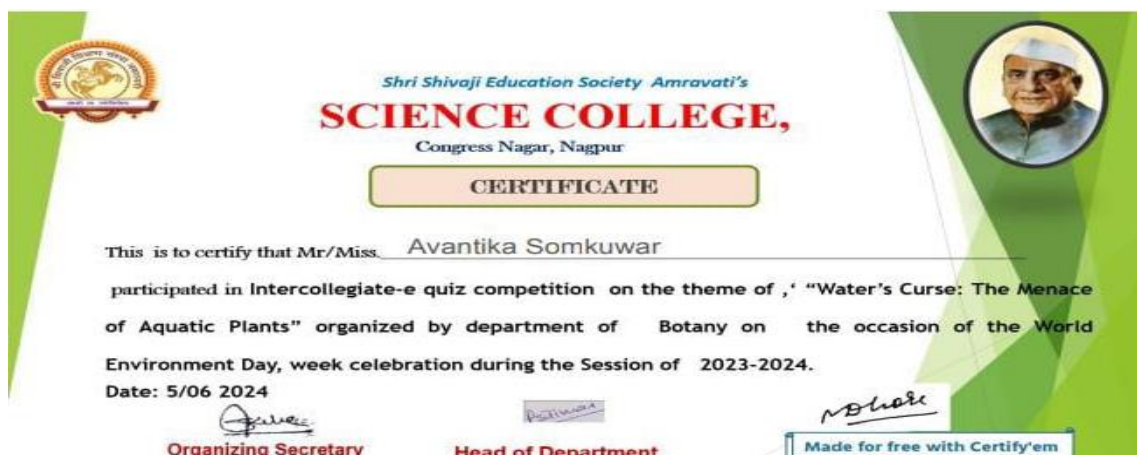 Shri Shivaji Education Society Amravati's
SCIENCE COLLEGE,
Congress Nagar, Nagpur
CERTIFICATE
This is to certify that Mr/Miss. Avantika Somkuwar
participated in Intercollegiate-e quiz competition on the theme of ,‘ “Water's Curse: The Menace
of Aquatic Plants” organized by department of Botany on the occasion of the World
Environment Day, week celebration during the Session of 2023-2024.
Date: 5/06 2024
Organizing Secretary Head of Department Made for free with Certify'em